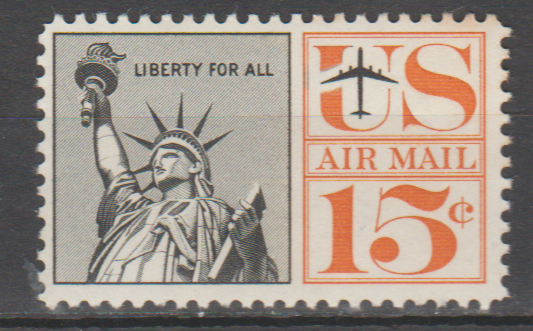 LIBERTY FOR ALL
US
AIR MAIL
15¢